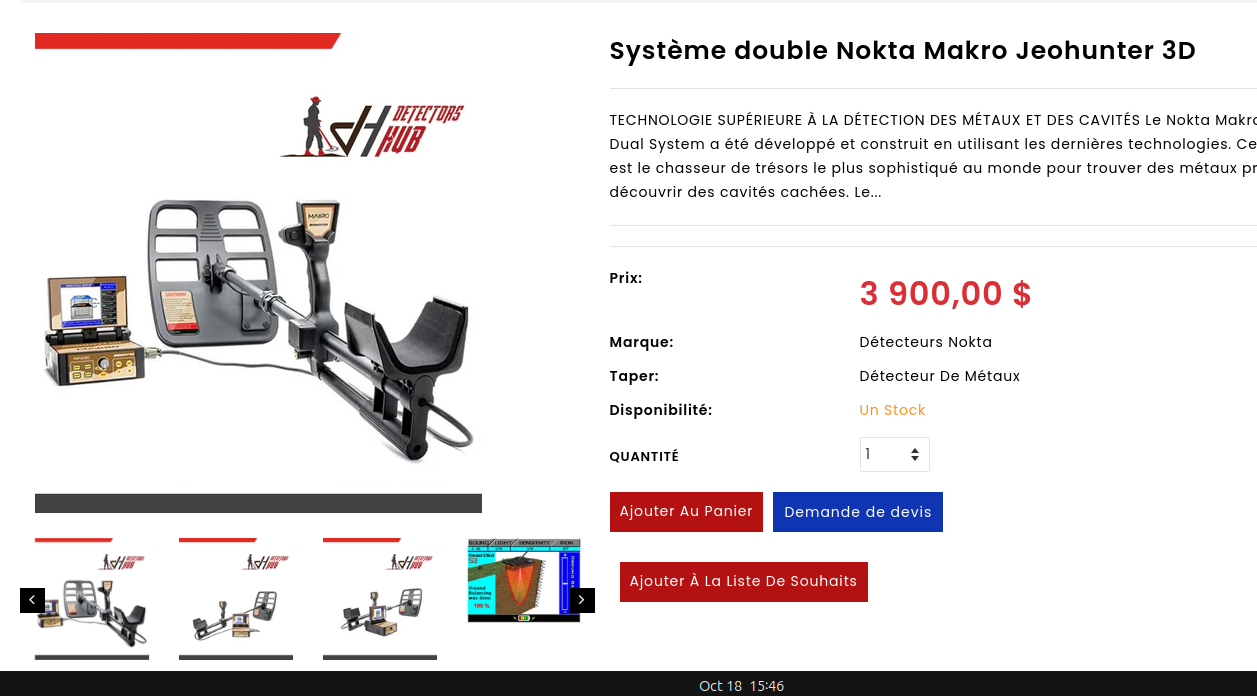 Système double Nokta Makro Jeohunter 3D
DETECTORS
HUB
TECHNOLOGIE SUPÉRIEURE À LA DÉTECTION DES MÉTAUX ET DES CAVITÉS Le Nokta Makro
Dual System a été développé et construit en utilisant les dernières technologies. Ce
est le chasseur de trésors le plus sophistiqué au monde pour trouver des métaux pr
découvrir des cavités cachées. Le...
MAKRO
Prix:
3 900,00 $
Marque:
Détecteurs Nokta
Taper:
Détecteur De Métaux
Disponibilité:
Un Stock
QUANTITÉ
1
Ajouter Au Panier
Demande de devis
Ajouter À La Liste De Souhaits
SOUND
LIGHT
SENSITIVITY
IRON
Ground
Balancing
was done
100 %
Oct 18 15:46